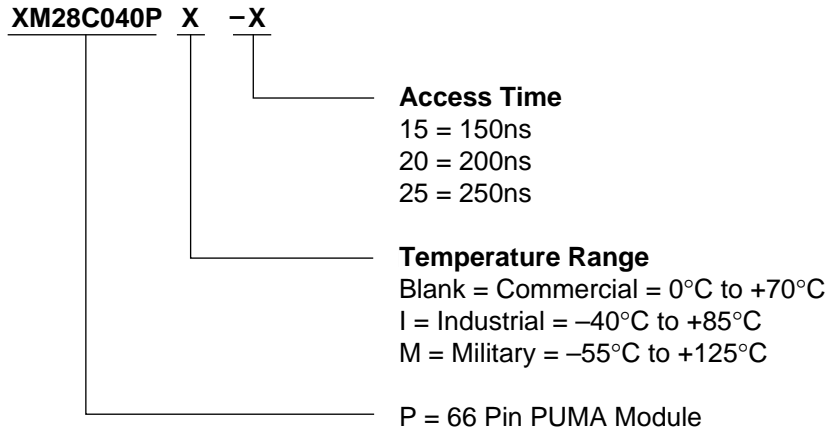 XM28C040P X –X
Access Time
15 = 150ns
20 = 200ns
25 = 250ns
Temperature Range
Blank = Commercial = 0°C to +70°C
I = Industrial = –40°C to +85°C
M = Military = –55°C to +125°C
P = 66 Pin PUMA Module